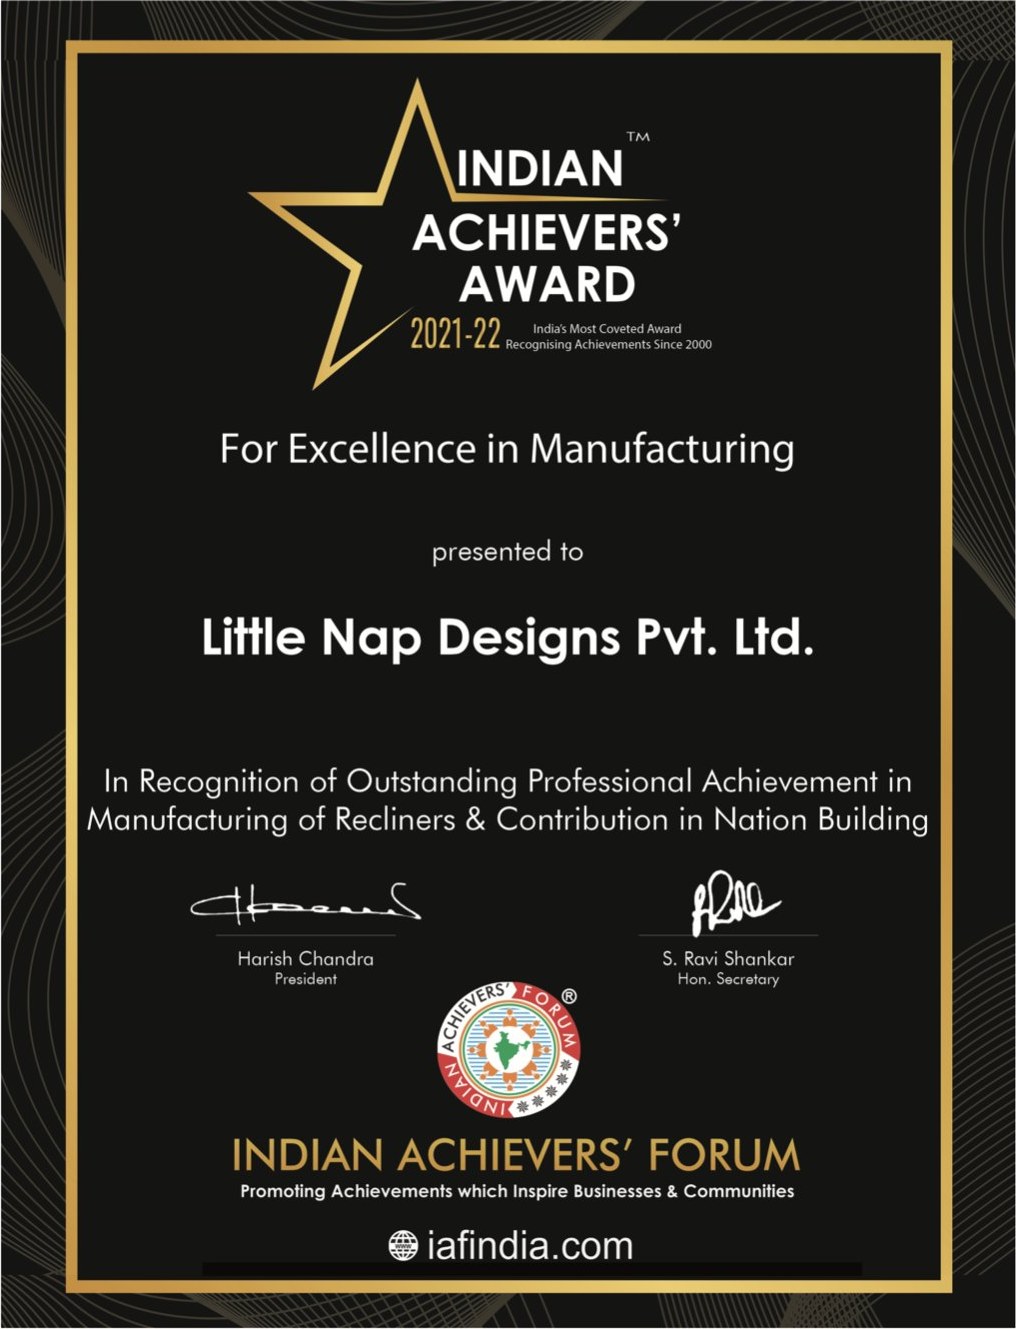 INDIAN
TM
ACHIEVERS’
AWARD
2021-22
India's Most Coveted Award
Recognising Achievements Since 2000
For Excellence in Manufacturing
presented to
Little Nap Designs Pvt. Ltd.
In Recognition of Outstanding Professional Achievement in
Manufacturing of Recliners & Contribution in Nation Building
Harish Chandra
President
S. Ravi Shankar
Hon. Secretary
INDIAN ACHIEVERS' FORUM
®
INDIAN ACHIEVERS’ FORUM
Promoting Achievements which Inspire Businesses & Communities
www
iafindia.com